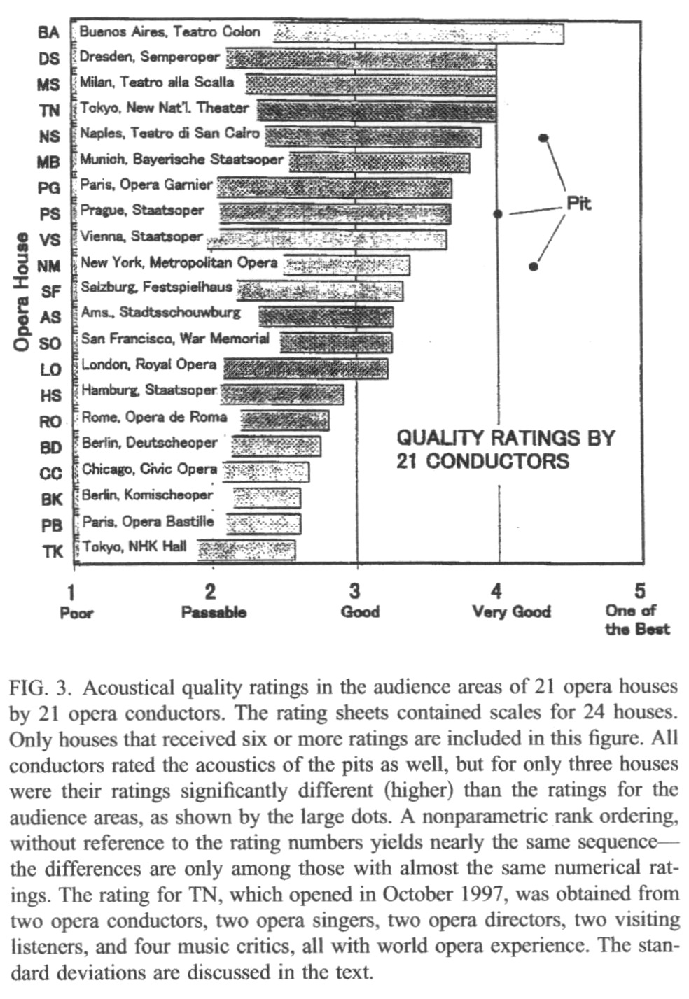 BA Buenos Aires, Teatro Colon
DS Dresden, Semperoper
MS Milan, Teatro alla Scalla
TN Tokyo, New Nat'l. Theater
NS Naples, Teatro di San Calro
MB Munich, Bayerische Staatsoper
PG Paris, Opera Garnier
PS Prague, Staatsoper
Pit
VS Vienna, Staatsoper
NM New York, Metropolitan Opera
SF Salzburg, Festspielhaus
AS Ams., Stadtsschouwburg
SO San Francisco, War Memorial
LO London, Royal Opera
HS Hamburg, Staatsoper
RO Rome, Opera de Roma
BD Berlin, Deutscheoper
CC Chicago, Civic Opera
BK Berlin, Komischeoper
PB Paris, Opera Bastille
TK Tokyo, NHK Hall
Opera House
QUALITY RATINGS BY
21 CONDUCTORS
1 2 3 4 5
Poor Passable Good Very Good One of
the Best
FIG. 3. Acoustical quality ratings in the audience areas of 21 opera houses
by 21 opera conductors. The rating sheets contained scales for 24 houses.
Only houses that received six or more ratings are included in this figure. All
conductors rated the acoustics of the pits as well, but for only three houses
were their ratings significantly different (higher) than the ratings for the
audience areas, as shown by the large dots. A nonparametric rank ordering,
without reference to the rating numbers yields nearly the same sequence—
the differences are only among those with almost the same numerical rat-
ings. The rating for TN, which opened in October 1997, was obtained from
two opera conductors, two opera singers, two opera directors, two visiting
listeners, and four music critics, all with world opera experience. The stan-
dard deviations are discussed in the text.